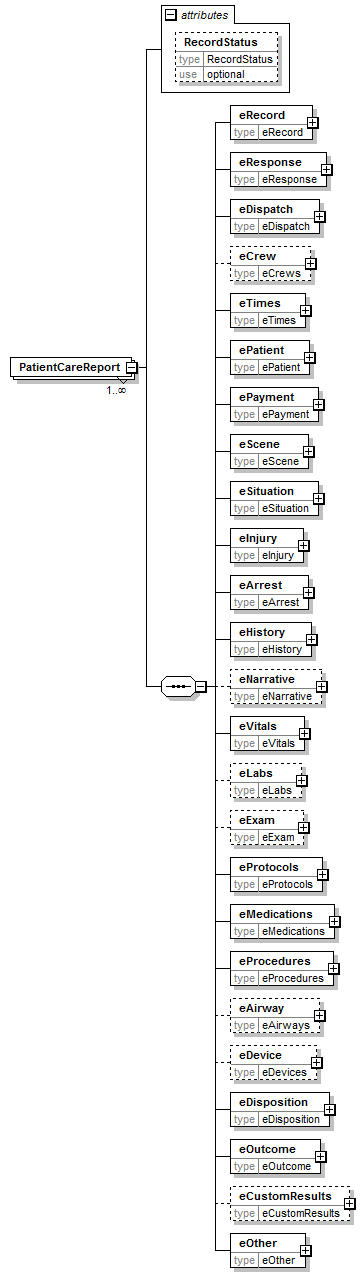 attributes
RecordStatus
type RecordStatus
use optional
eRecord
type eRecord
eResponse
type eResponse
eDispatch
type eDispatch
eCrew
type eCrews
eTimes
type eTimes
ePatient
type ePatient
PatientCareReport
1..∞
ePayment
type ePayment
eScene
type eScene
eSituation
type eSituation
eInjury
type eInjury
eArrest
type eArrest
eHistory
type eHistory
eNarrative
type eNarrative
eVitals
type eVitals
eLabs
type eLabs
eExam
type eExam
eProtocols
type eProtocols
eMedications
type eMedications
eProcedures
type eProcedures
eAirway
type eAirways
eDevice
type eDevices
eDisposition
type eDisposition
eOutcome
type eOutcome
eCustomResults
type eCustomResults
eOther
type eOther